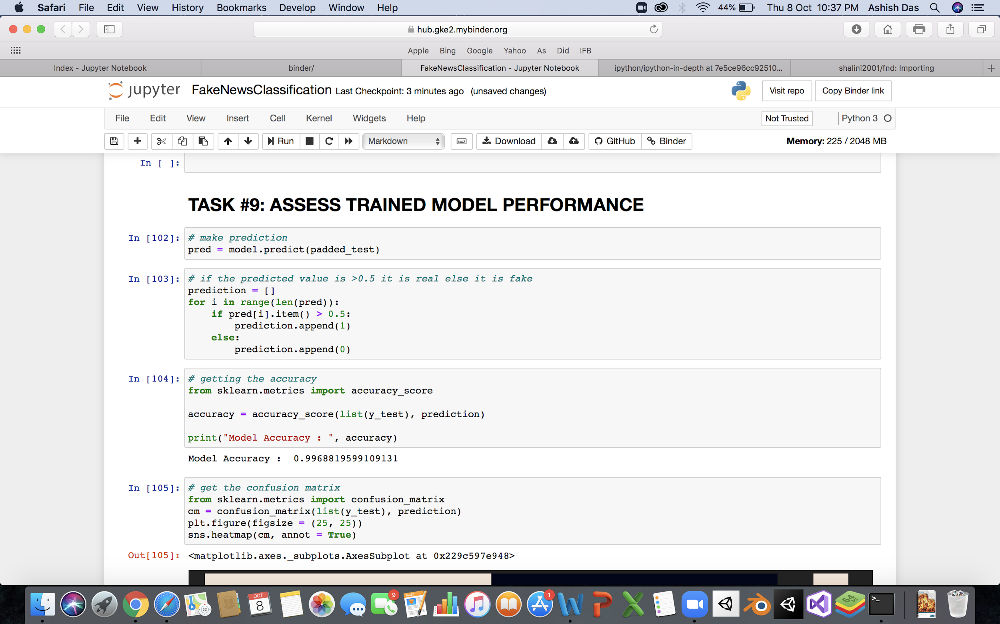 Safari File Edit View History Bookmarks Develop Window Help 44% Thu 8 Oct 10:37 PM Ashish Das
hub.gke2.mybinder.org
Apple Bing Google Yahoo As Did IFB
Index - Jupyter Notebook binder/ FakeNewsClassification - Jupyter Notebook ipython/ipython-in-depth at 7e5ce96cc92510... shalini2001/fnd: Importing
jupyter FakeNewsClassification Last Checkpoint: 3 minutes ago (unsaved changes) Visit repo Copy Binder link
File Edit View Insert Cell Kernel Widgets Help Not Trusted Python 3
Run Markdown Download GitHub Binder Memory: 225 / 2048 MB
In [ ]:
TASK #9: ASSESS TRAINED MODEL PERFORMANCE
In [102]: # make prediction
pred = model.predict(padded_test)
In [103]: # if the predicted value is >0.5 it is real else it is fake
prediction = []
for i in range(len(pred)):
    if pred[i].item() > 0.5:
        prediction.append(1)
    else:
        prediction.append(0)
In [104]: # getting the accuracy
from sklearn.metrics import accuracy_score
accuracy = accuracy_score(list(y_test), prediction)
print("Model Accuracy : ", accuracy)
Model Accuracy :  0.9968819599109131
In [105]: # get the confusion matrix
from sklearn.metrics import confusion_matrix
cm = confusion_matrix(list(y_test), prediction)
plt.figure(figsize = (25, 25))
sns.heatmap(cm, annot = True)
Out[105]: <matplotlib.axes._subplots.AxesSubplot at 0x229c597e948>
3D OCT 8 9 PAGES 1 64 bit >_